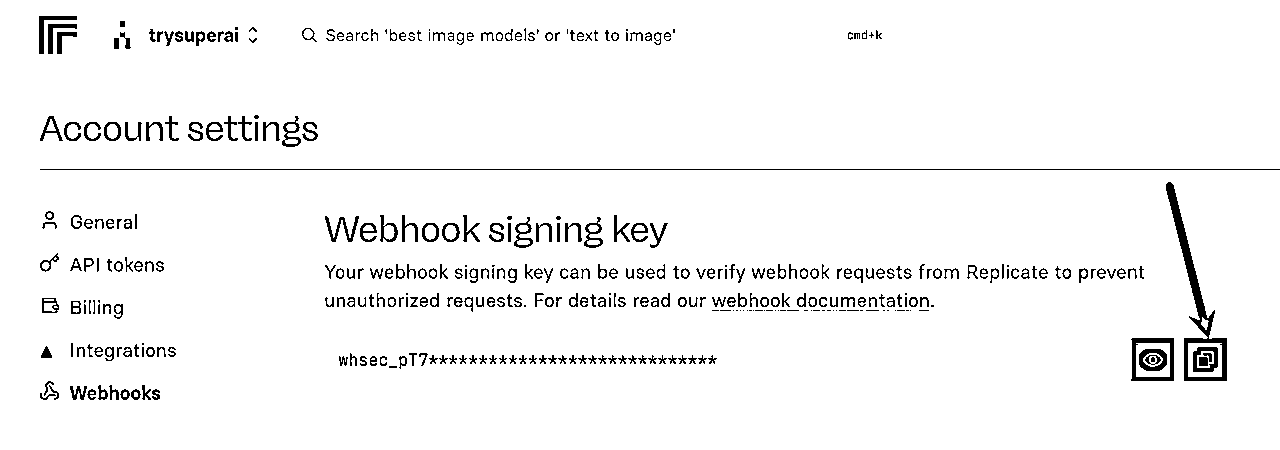 trysuperai
Search 'best image models' or 'text to image'
cmd+k
Account settings
General
API tokens
Billing
Integrations
Webhooks
Webhook signing key
Your webhook signing key can be used to verify webhook requests from Replicate to prevent
unauthorized requests. For details read our webhook documentation.
whsec_pT7*****************************